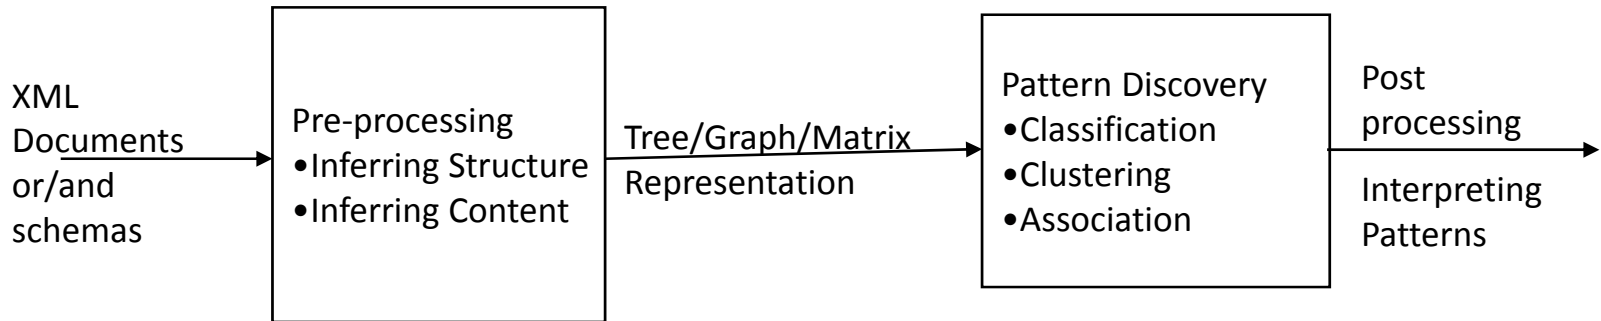 XML
Documents
or/and
schemas
Pre-processing
•Inferring Structure
•Inferring Content
Tree/Graph/Matrix
Representation
Pattern Discovery
•Classification
•Clustering
•Association
Post
processing
Interpreting
Patterns